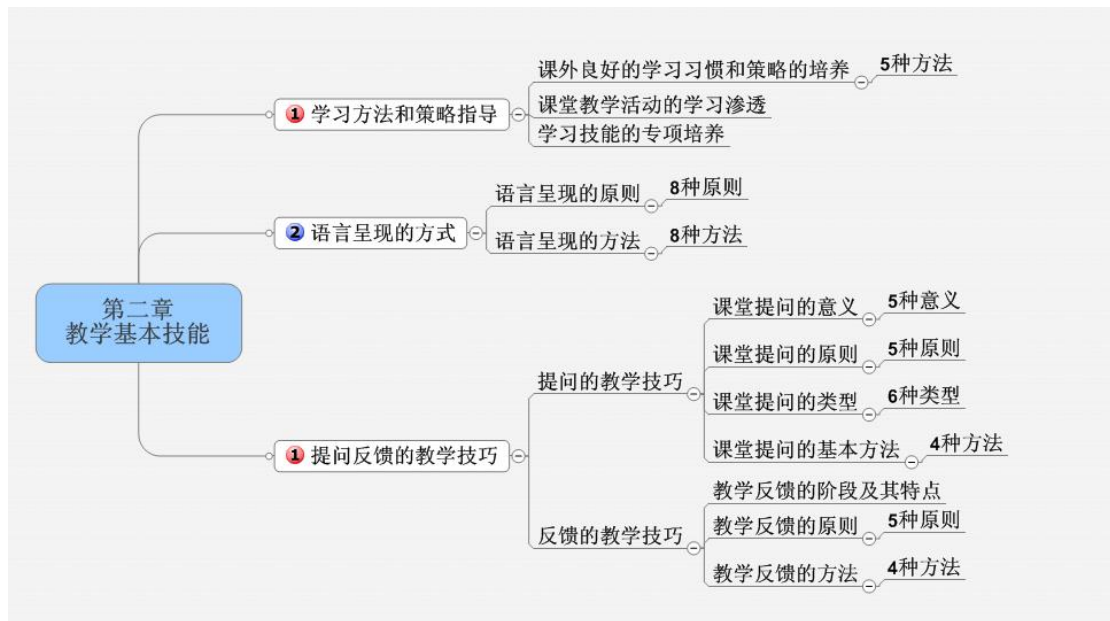 第二章
教学基本技能
1 学习方法和策略指导
课外良好的学习习惯和策略的培养
5种方法
课堂教学活动的学习渗透
学习技能的专项培养
2 语言呈现的方式
语言呈现的原则
8种原则
语言呈现的方法
8种方法
1 提问反馈的教学技巧
提问的教学技巧
课堂提问的意义
5种意义
课堂提问的原则
5种原则
课堂提问的类型
6种类型
课堂提问的基本方法
4种方法
反馈的教学技巧
教学反馈的阶段及其特点
教学反馈的原则
5种原则
教学反馈的方法
4种方法